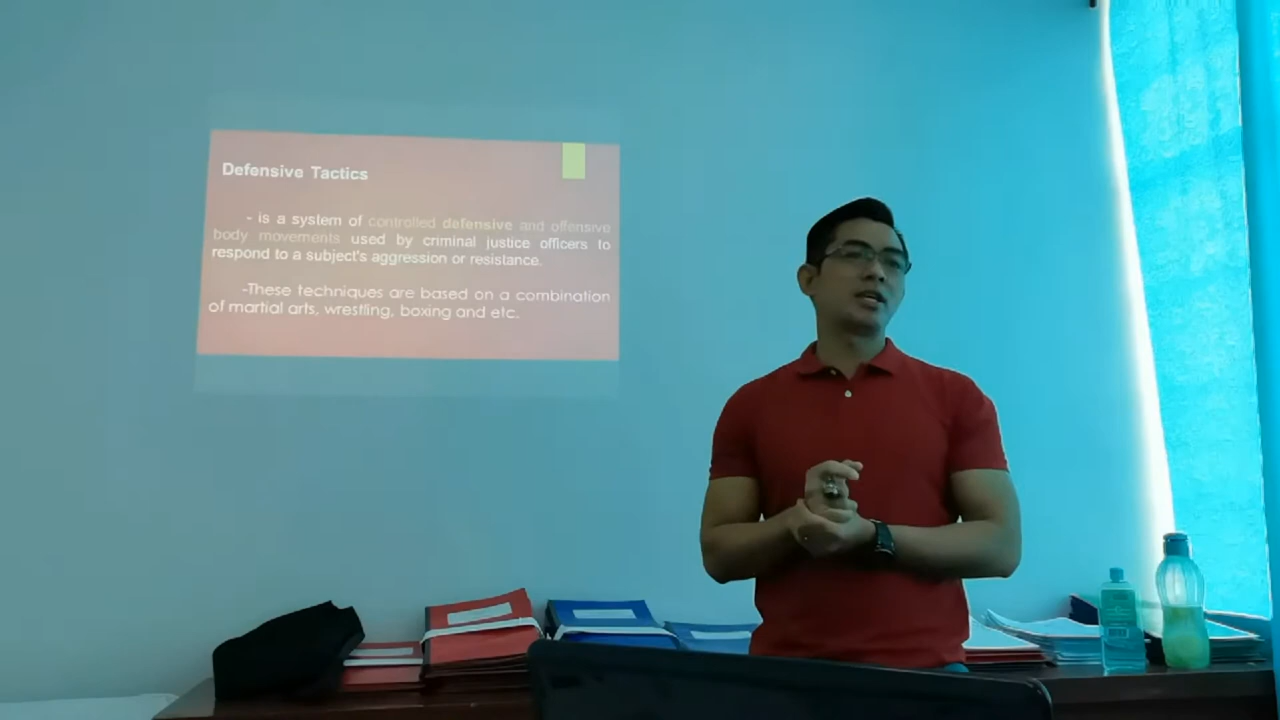 Defensive Tactics
- is a system of controlled defensive and offensive
body movements used by criminal justice officers to
respond to a subject's aggression or resistance.
-These techniques are based on a combination
of martial arts, wrestling, boxing and etc.